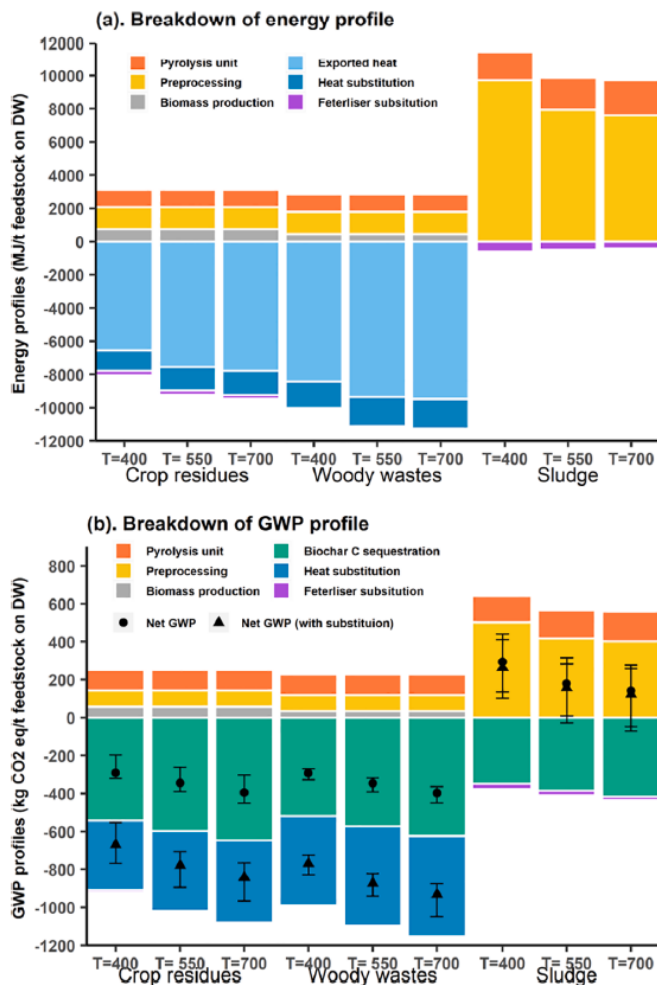 (a). Breakdown of energy profile
Energy profiles (MJ/t feedstock on DW)
12000
10000
8000
6000
4000
2000
0
-2000
-4000
-6000
-8000
-10000
-12000
Pyrolysis unit
Preprocessing
Biomass production
Exported heat
Heat substitution
Feterliser subsitution
T=400 T= 550 T=700 T=400 T= 550 T=700 T=400 T= 550 T=700
Crop residues Woody wastes Sludge
(b). Breakdown of GWP profile
GWP profiles (kg CO2 eq/t feedstock on DW)
800
600
400
200
0
-200
-400
-600
-800
-1000
-1200
Pyrolysis unit
Preprocessing
Biomass production
Biochar C sequestration
Heat substitution
Feterliser subsitution
Net GWP
Net GWP (with substituion)
T=400 T= 550 T=700 T=400 T= 550 T=700 T=400 T= 550 T=700
Crop residues Woody wastes Sludge